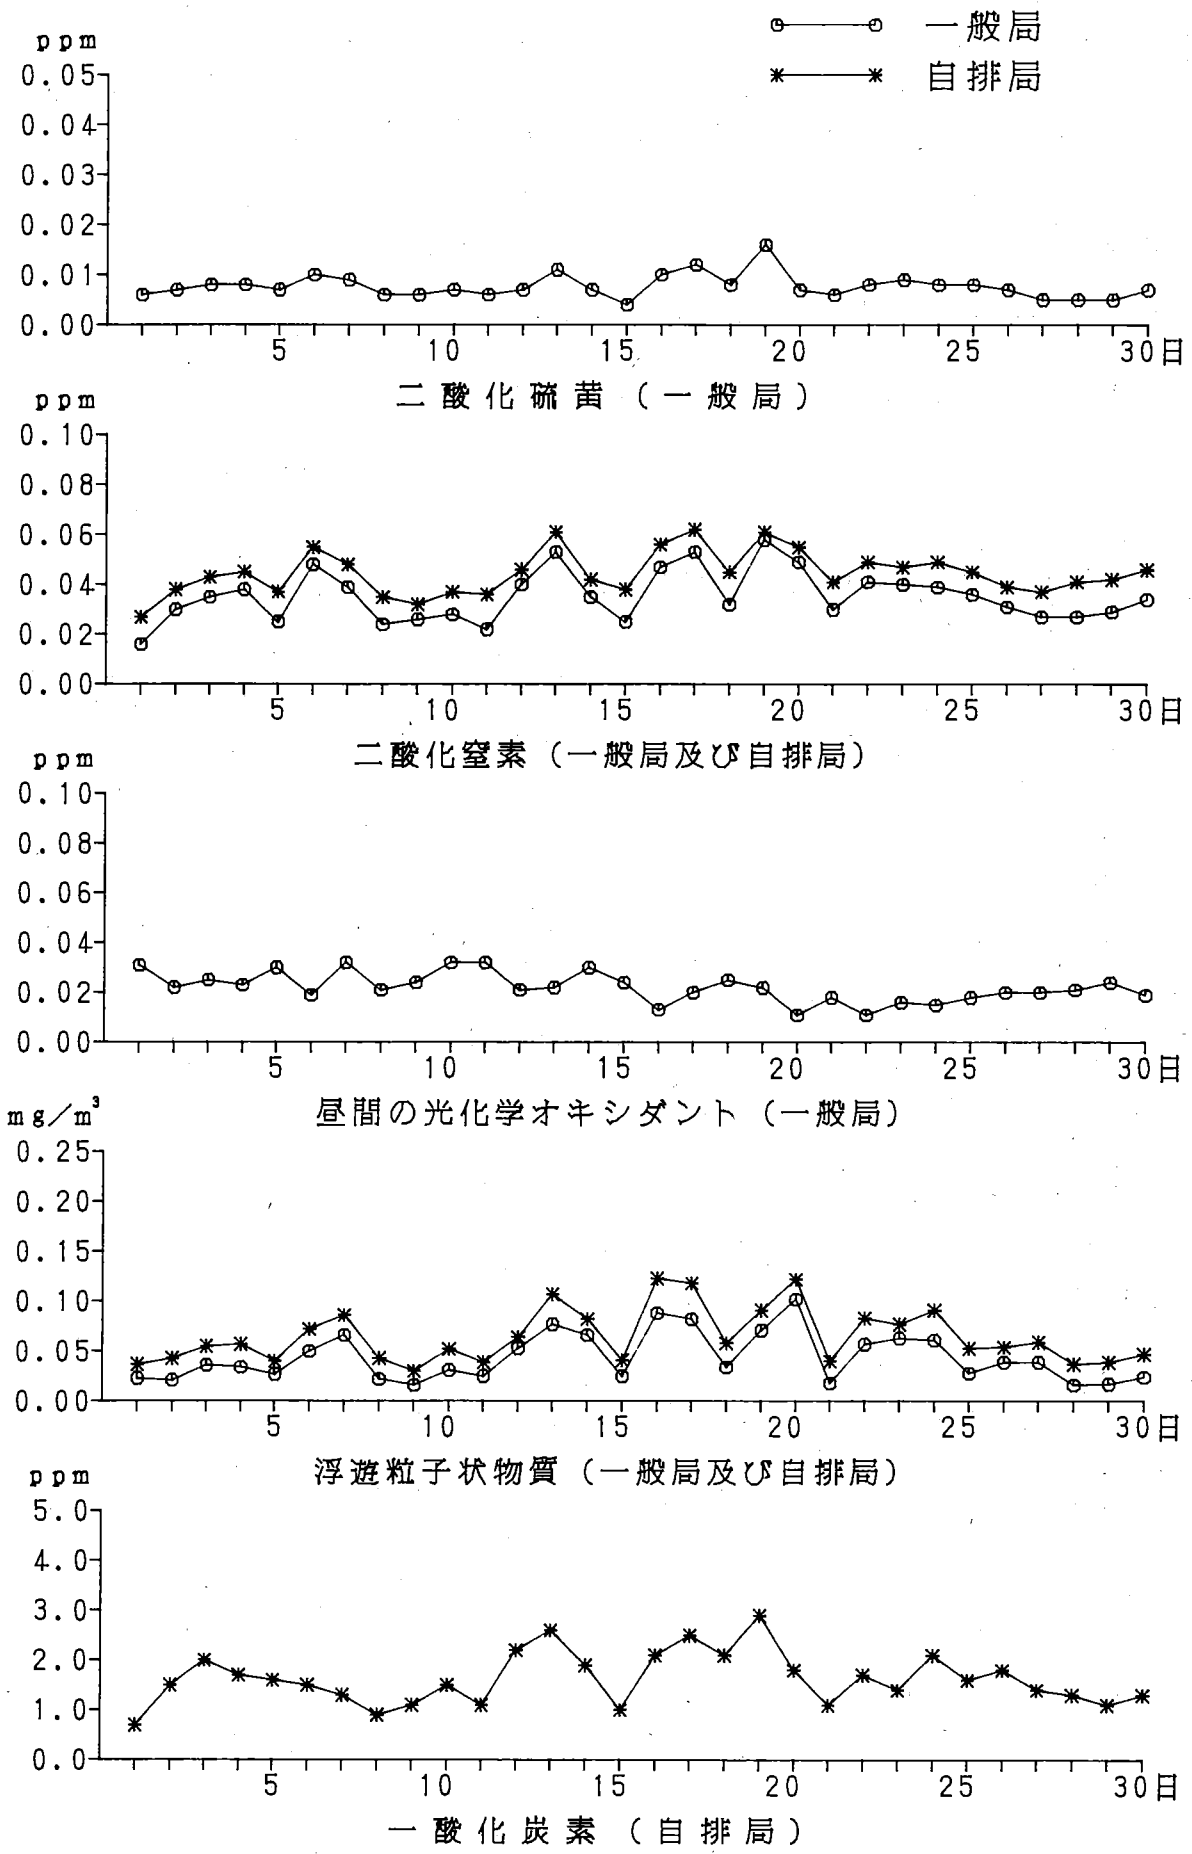 一般局
自排局
ppm
0.05
0.04
0.03
0.02
0.01
0.00
5 10 15 20 25 30日
二酸化硫黄(一般局)
ppm
0.10
0.08
0.06
0.04
0.02
0.00
5 10 15 20 25 30日
二酸化窒素(一般局及び自排局)
ppm
0.10
0.08
0.06
0.04
0.02
0.00
5 10 15 20 25 30日
昼間の光化学オキシダント(一般局)
mg/m³
0.25
0.20
0.15
0.10
0.05
0.00
5 10 15 20 25 30日
浮遊粒子状物質(一般局及び自排局)
ppm
5.0
4.0
3.0
2.0
1.0
0.0
5 10 15 20 25 30日
一酸化炭素(自排局)